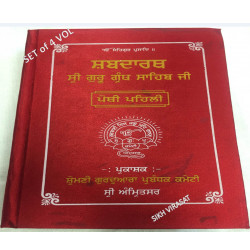 SET of 4 VOL
ੴ ਸਤਿਗੁਰ ਪ੍ਰਸਾਦਿ ॥
ਸ਼ਬਦਾਰਥ
ਸ੍ਰੀ ਗੁਰੂ ਗ੍ਰੰਥ ਸਾਹਿਬ ਜੀ
ਪੋਥੀ ਪਹਿਲੀ
-: ਪ੍ਰਕਾਸ਼ਕ :-
ਸ਼੍ਰੋਮਣੀ ਗੁਰਦੁਆਰਾ ਪ੍ਰਬੰਧਕ ਕਮੇਟੀ
ਸ੍ਰੀ ਅੰਮ੍ਰਿਤਸਰ
SIKH VIRASAT